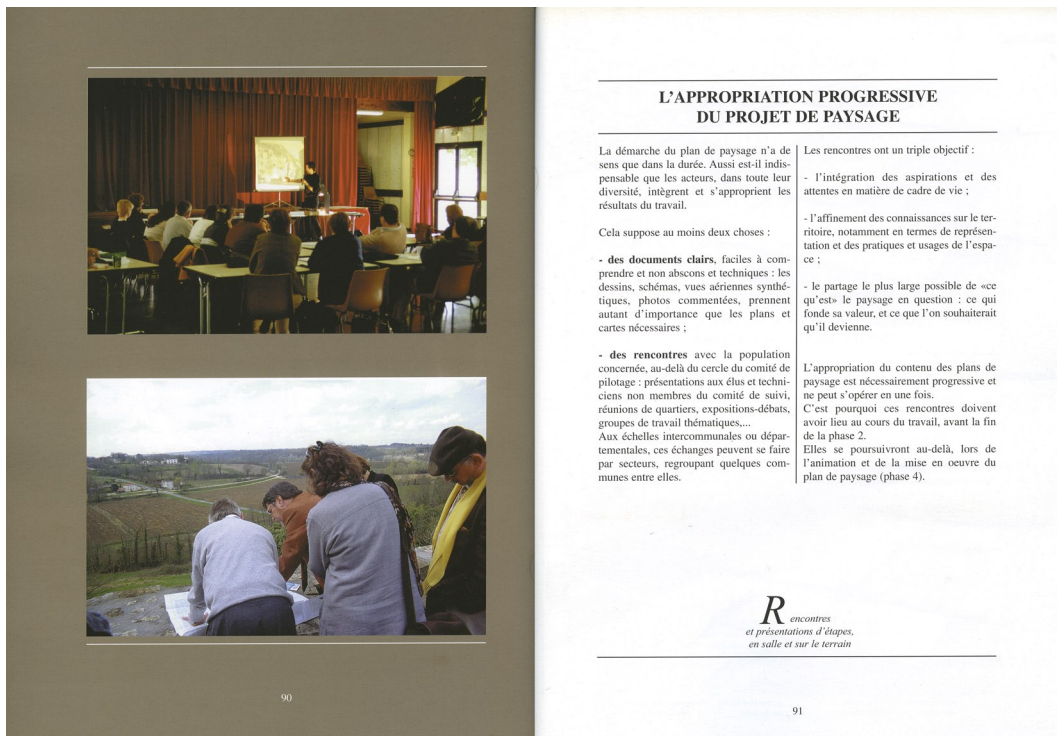 90
L'APPROPRIATION PROGRESSIVE
DU PROJET DE PAYSAGE
La démarche du plan de paysage n'a de
sens que dans la durée. Aussi est-il indis-
pensable que les acteurs, dans toute leur
diversité, intègrent et s'approprient les
résultats du travail.
Cela suppose au moins deux choses :
- des documents clairs, faciles à com-
prendre et non abscons et techniques : les
dessins, schémas, vues aériennes synthé-
tiques, photos commentées, prennent
autant d'importance que les plans et
cartes nécessaires ;
- des rencontres avec la population
concernée, au-delà du cercle du comité de
pilotage : présentations aux élus et techni-
ciens non membres du comité de suivi,
réunions de quartiers, expositions-débats,
groupes de travail thématiques,...
Aux échelles intercommunales ou dépar-
tementales, ces échanges peuvent se faire
par secteurs, regroupant quelques com-
munes entre elles.
Les rencontres ont un triple objectif :
- l'intégration des aspirations et des
attentes en matière de cadre de vie ;
- l'affinement des connaissances sur le ter-
ritoire, notamment en termes de représen-
tation et des pratiques et usages de l'espa-
ce ;
- le partage le plus large possible de «ce
qu'est» le paysage en question : ce qui
fonde sa valeur, et ce que l'on souhaiterait
qu'il devienne.
L'appropriation du contenu des plans de
paysage est nécessairement progressive et
ne peut s'opérer en une fois.
C'est pourquoi ces rencontres doivent
avoir lieu au cours du travail, avant la fin
de la phase 2.
Elles se poursuivront au-delà, lors de
l'animation et de la mise en oeuvre du
plan de paysage (phase 4).
Rencontres
et présentations d'étapes,
en salle et sur le terrain
91